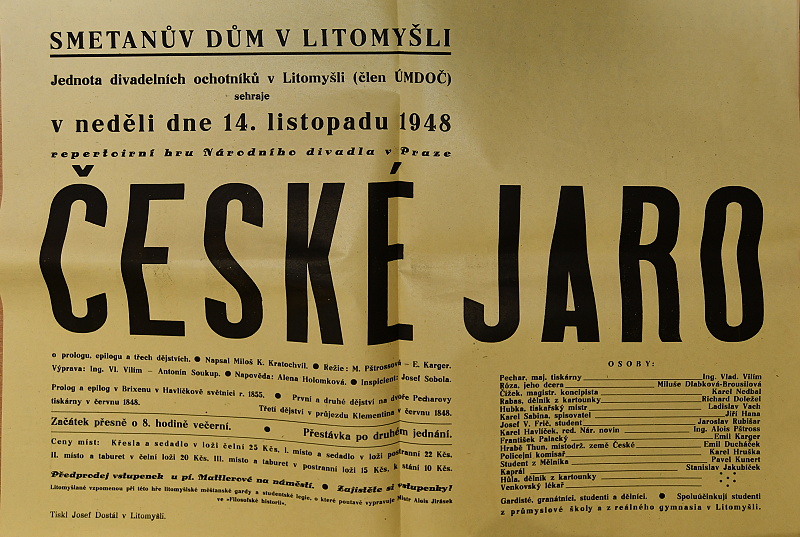 SMETANŮV DŮM V LITOMYŠLI
Jednota divadelních ochotníků v Litomyšli (člen ÚMDOČ)
sehraje
v neděli dne 14. listopadu 1948
repertoirní hru Národního divadla v Praze
ČESKÉ JARO
o prologu, epilogu a třech dějstvích. ● Napsal Miloš K. Kratochvíl. ● Režie: M. Pštrossová – E. Karger.
Výprava: Ing. Vl. Vilím – Antonín Soukup. ● Napověda: Alena Holomková. ● Inspicient: Josef Sobola.
Prolog a epilog v Brixenu v Havlíčkově světnici r. 1855. ● První a druhé dějství na dvoře Pecharovy
tiskárny v červnu 1848. Třetí dějství v průjezdu Klementina v červnu 1848.
Začátek přesně o 8. hodině večerní. ● Přestávka po druhém jednání.
Ceny míst: Křesla a sedadlo v loži čelní 25 Kčs. I. místo a sedadlo v loži postranní 22 Kčs.
II. místo a taburet v čelní loži 20 Kčs. III. místo a taburet v postranní loži 15 Kčs, k stání 10 Kčs.
Předprodej vstupenek u pí. Mattlerové na náměstí. ● Zajistěte si vstupenky!
Litomyšlané vzpomenou při této hře litomyšlské měšťanské gardy a studentské legie, o které poutavě vypravuje Mistr Alois Jirásek
ve »Filosofské historii«.
Tiskl Josef Dostál v Litomyšli.
OSOBY:
Pechar, maj. tiskárny Ing. Vlad. Vilím
Róza, jeho dcera Miluše Dlabková-Brousilová
Čížek, magistr. koncipista Karel Nedbal
Rabas, dělník z kartounky Richard Doležel
Hubka, tiskařský mistr Ladislav Vach
Karel Sabina, spisovatel Jiří Hana
Josef V. Frič, student Jaroslav Rubišar
Karel Havlíček, red. Nár. novin Ing. Alois Pštross
František Palacký Emil Karger
Hrabě Thun, místodrž. země České Emil Ducháček
Policejní komisař Karel Hruška
Student z Mělníka Pavel Kunert
Kaprál Stanislav Jakubíček
Hůla, dělník z kartounky
Venkovský lékař
Gardisté, granátníci, studenti a dělníci. ● Spoluúčinkují studenti
z průmyslové školy a z reálného gymnasia v Litomyšli.